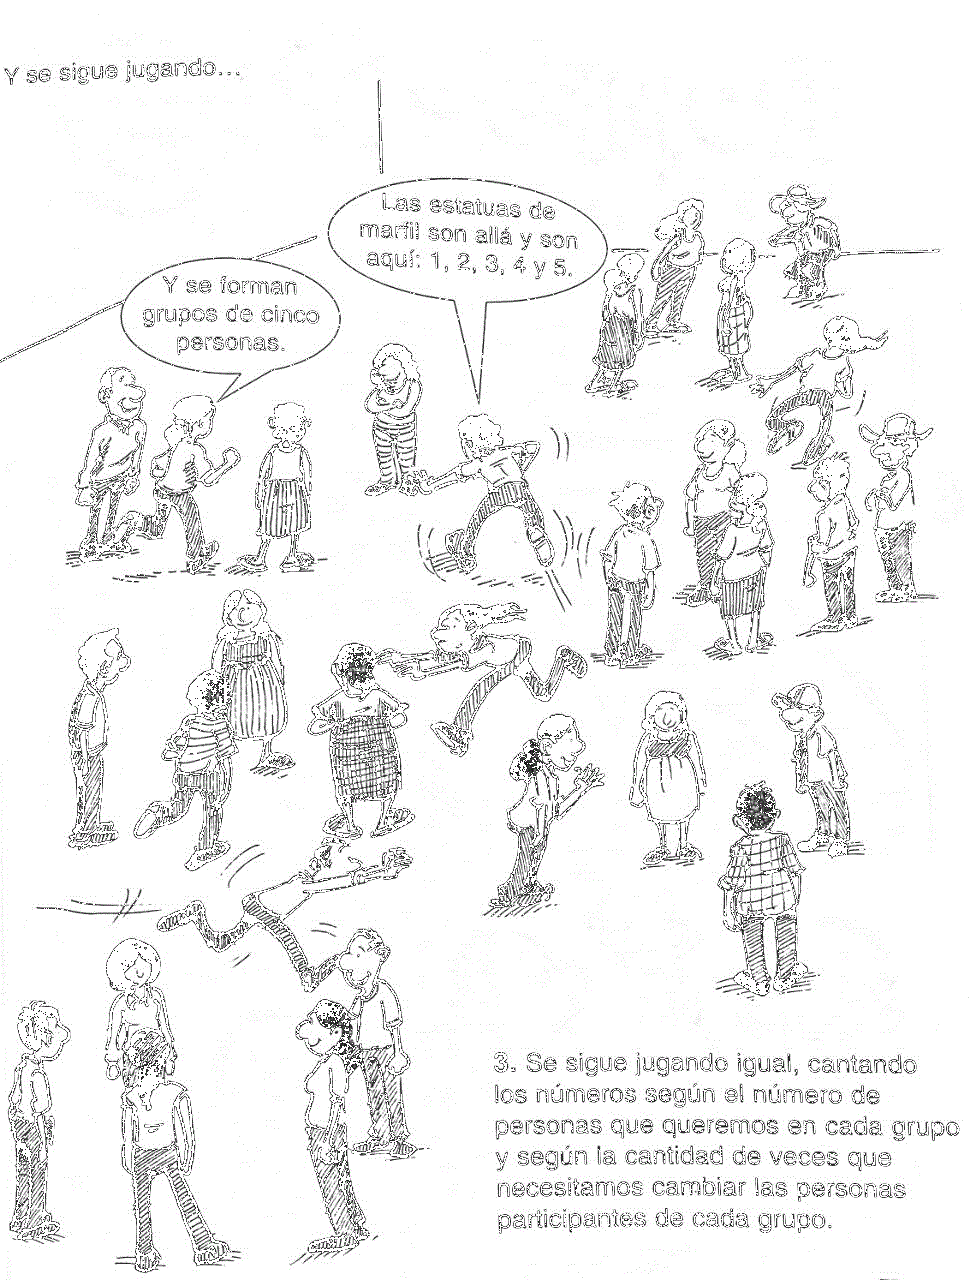 Y se sigue jugando...
Las estatuas de
marfil son allá y son
aquí: 1, 2, 3, 4 y 5.
Y se forman
grupos de cinco
personas.
3. Se sigue jugando igual, cantando
los números según el número de
personas que queremos en cada grupo
y según la cantidad de veces que
necesitamos cambiar las personas
participantes de cada grupo.